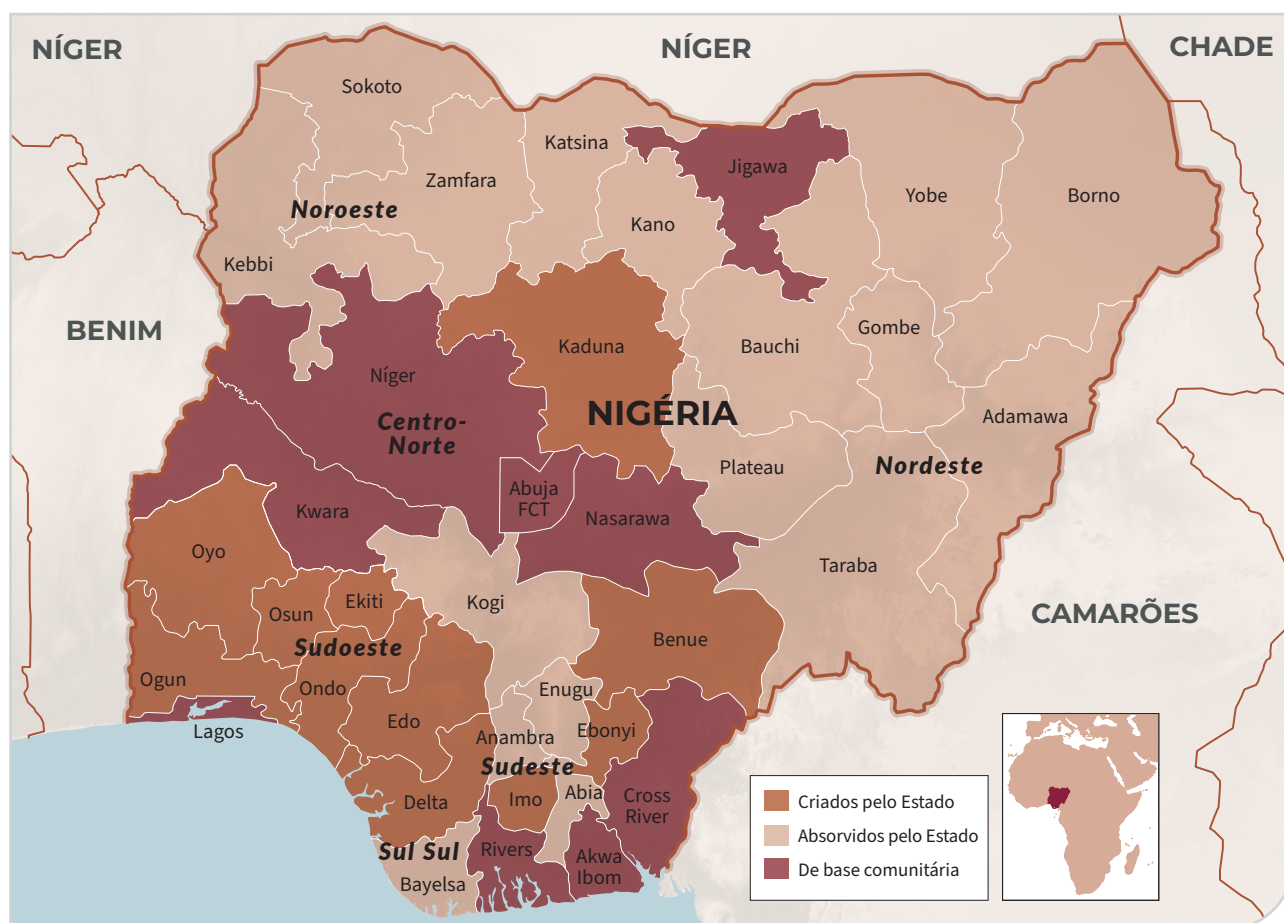 NÍGER
NÍGER
CHADE
Sokoto
Katsina
Zamfara
Jigawa
Yobe
Borno
Noroeste
Kano
Kebbi
BENIM
Gombe
Kaduna
Bauchi
Níger
NIGÉRIA
Adamawa
Centro-
Norte
Plateau
Nordeste
Abuja
FCT
Kwara
Nasarawa
Oyo
Taraba
Kogi
Ekiti
Osun
CAMARÕES
Benue
Sudoeste
Ogun
Ondo
Enugu
Edo
Ebonyi
Lagos
Anambra
Sudeste
Abia
Imo
Delta
Cross
River
Sul Sul
Rivers
Akwa
Ibom
Bayelsa
Criados pelo Estado
Absorvidos pelo Estado
De base comunitária